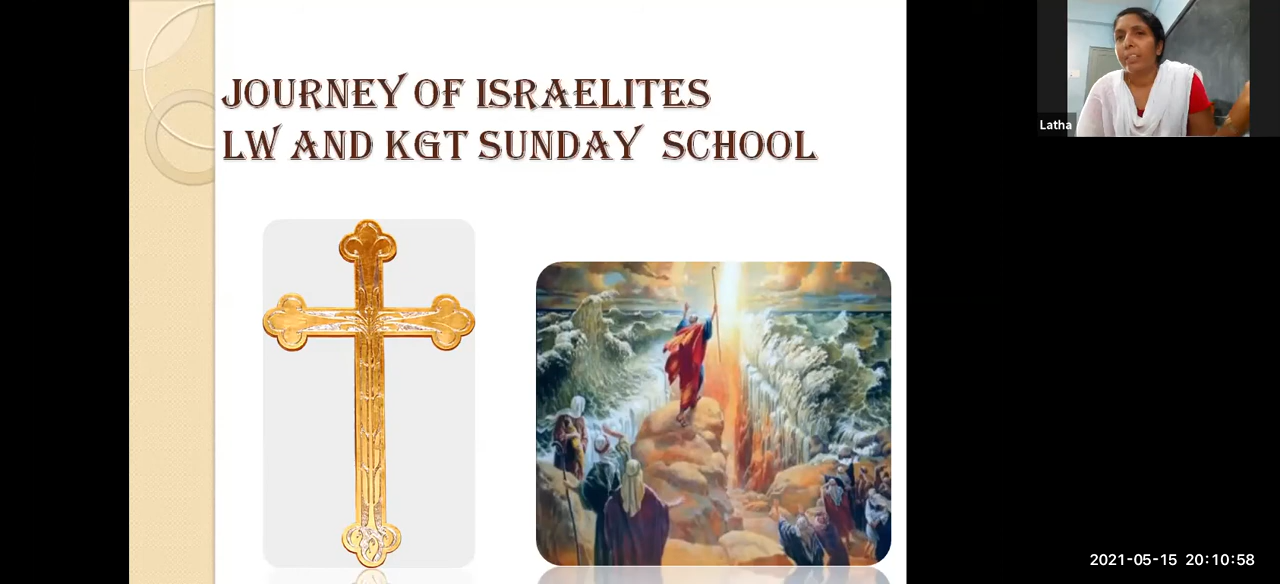 JOURNEY OF ISRAELITES
LW AND KGT SUNDAY SCHOOL
Latha
2021-05-15 20:10:58